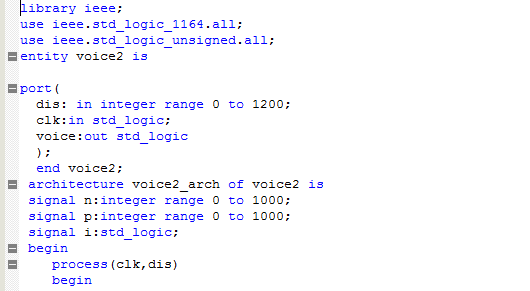 library ieee;
use ieee.std_logic_1164.all;
use ieee.std_logic_unsigned.all;
entity voice2 is
port(
dis: in integer range 0 to 1200;
clk:in std_logic;
voice:out std_logic
);
end voice2;
architecture voice2_arch of voice2 is
signal n:integer range 0 to 1000;
signal p:integer range 0 to 1000;
signal i:std_logic;
begin
process(clk,dis)
begin